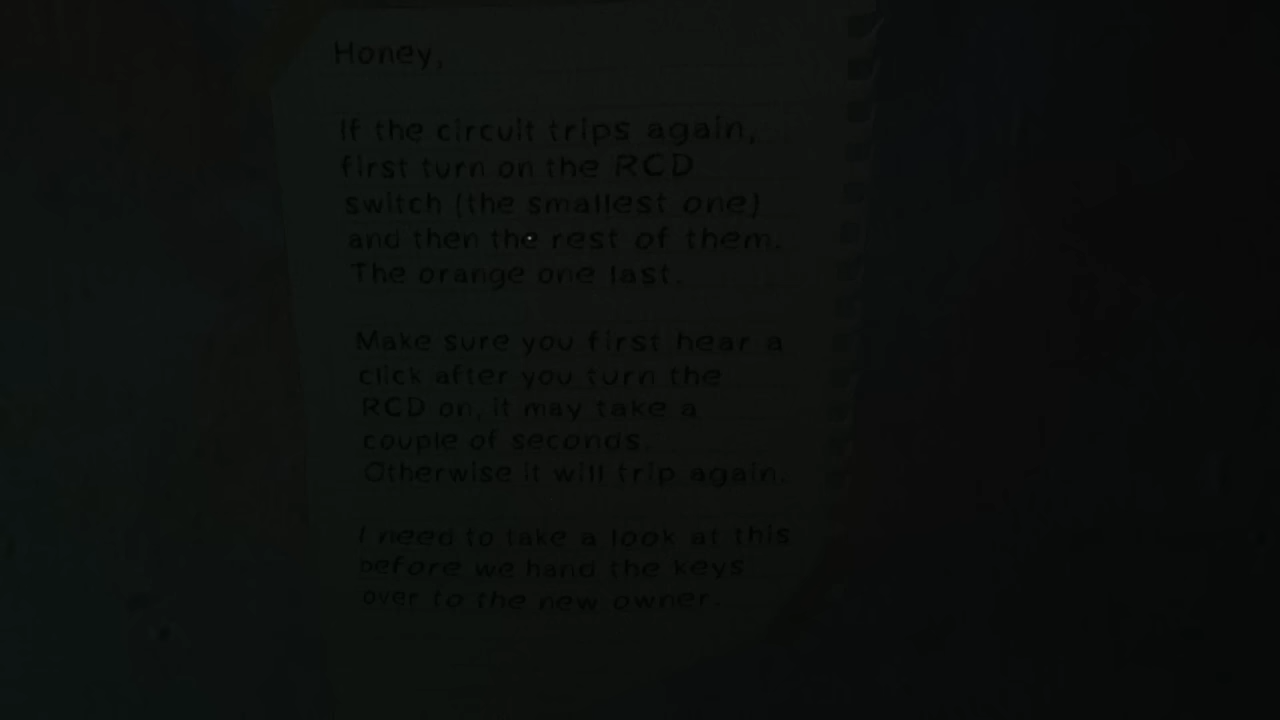 Honey,
If the circuit trips again,
first turn on the RCD
switch (the smallest one)
and then the rest of them.
The orange one last.
Make sure you first hear a
click after you turn the
RCD on, it may take a
couple of seconds.
Otherwise it will trip again.
I need to take a look at this
before we hand the keys
over to the new owner.